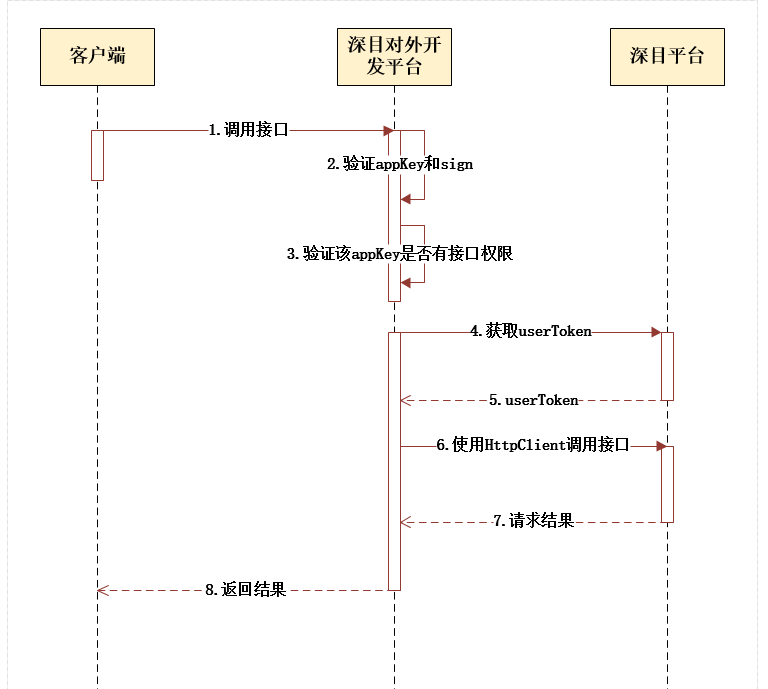 客户端
深目对外开
发平台
深目平台
1.调用接口
2.验证appKey和sign
3.验证该appKey是否有接口权限
4.获取userToken
5.userToken
6.使用HttpClient调用接口
7.请求结果
8.返回结果